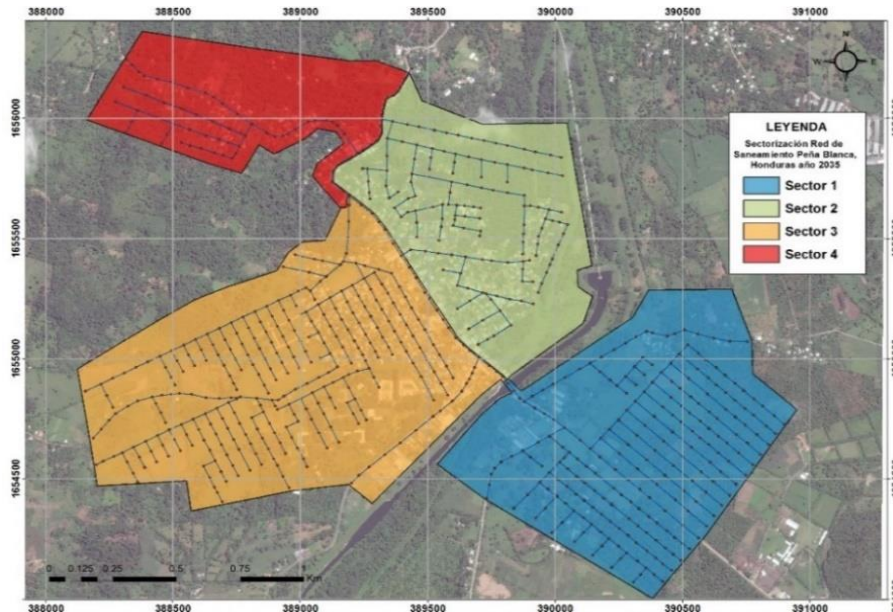 388000 388500 389000 389500 390000 390500 391000
1656000
1655500
1655000
1654500
N
W E
LEYENDA
Sectorización Red de
Saneamiento Peña Blanca,
Honduras año 2035
Sector 1
Sector 2
Sector 3
Sector 4
0 0.125 0.25 0.5 0.75 1
Km
388000 388500 389000 389500 390000 390500 391000